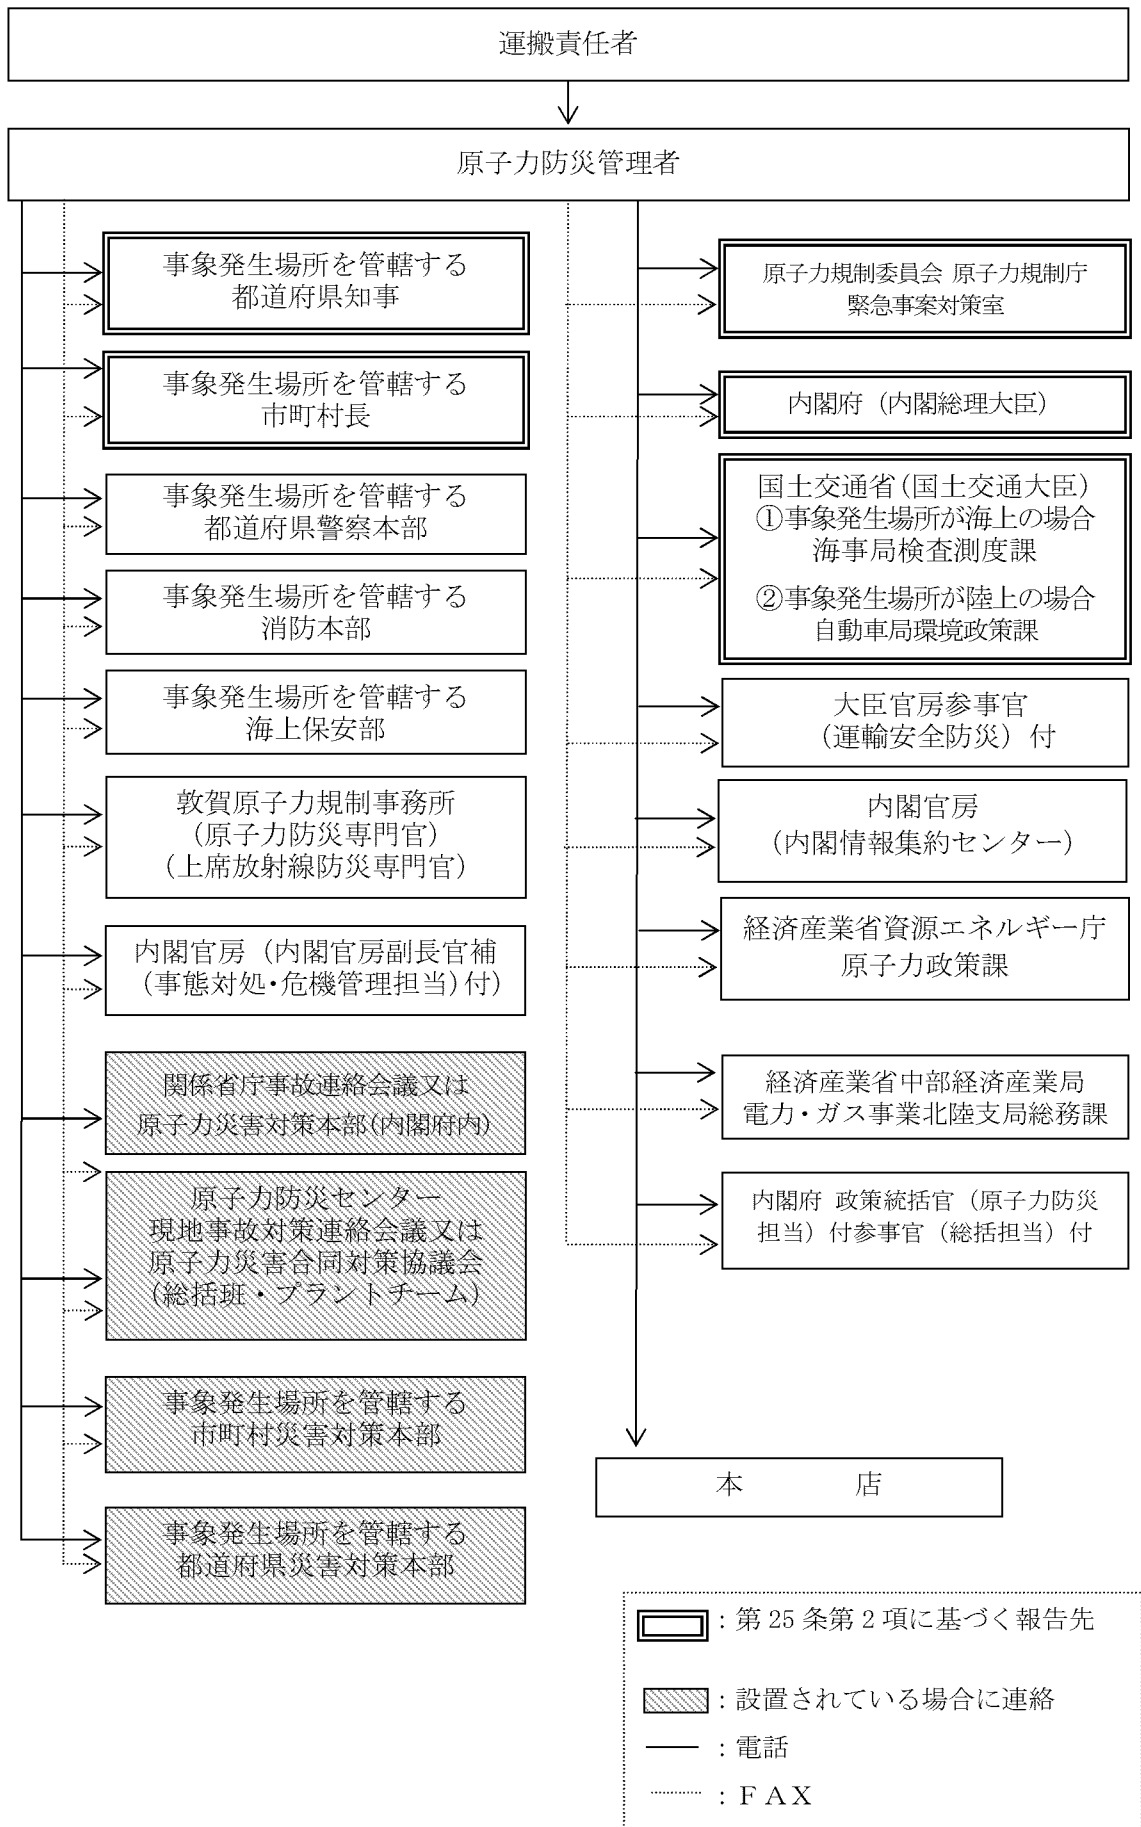 運搬責任者
原子力防災管理者
事象発生場所を管轄する
都道府県知事
事象発生場所を管轄する
市町村長
事象発生場所を管轄する
都道府県警察本部
事象発生場所を管轄する
消防本部
事象発生場所を管轄する
海上保安部
敦賀原子力規制事務所
(原子力防災専門官)
(上席放射線防災専門官)
内閣官房（内閣官房副長官補
（事態対処・危機管理担当）付）
関係省庁事故連絡会議又は
原子力災害対策本部(内閣府内)
原子力防災センター
現地事故対策連絡会議又は
原子力災害合同対策協議会
(総括班・プラントチーム)
事象発生場所を管轄する
市町村災害対策本部
事象発生場所を管轄する
都道府県災害対策本部
原子力規制委員会 原子力規制庁
緊急事案対策室
内閣府（内閣総理大臣）
国土交通省(国土交通大臣)
①事象発生場所が海上の場合
海事局検査測度課
②事象発生場所が陸上の場合
自動車局環境政策課
大臣官房参事官
（運輸安全防災）付
内閣官房
(内閣情報集約センター)
経済産業省資源エネルギー庁
原子力政策課
経済産業省中部経済産業局
電力・ガス事業北陸支局総務課
内閣府 政策統括官（原子力防災
担当）付参事官（総括担当）付
本　　　　店
：第 25 条第 2 項に基づく報告先
：設置されている場合に連絡
：電話
：ＦＡＸ